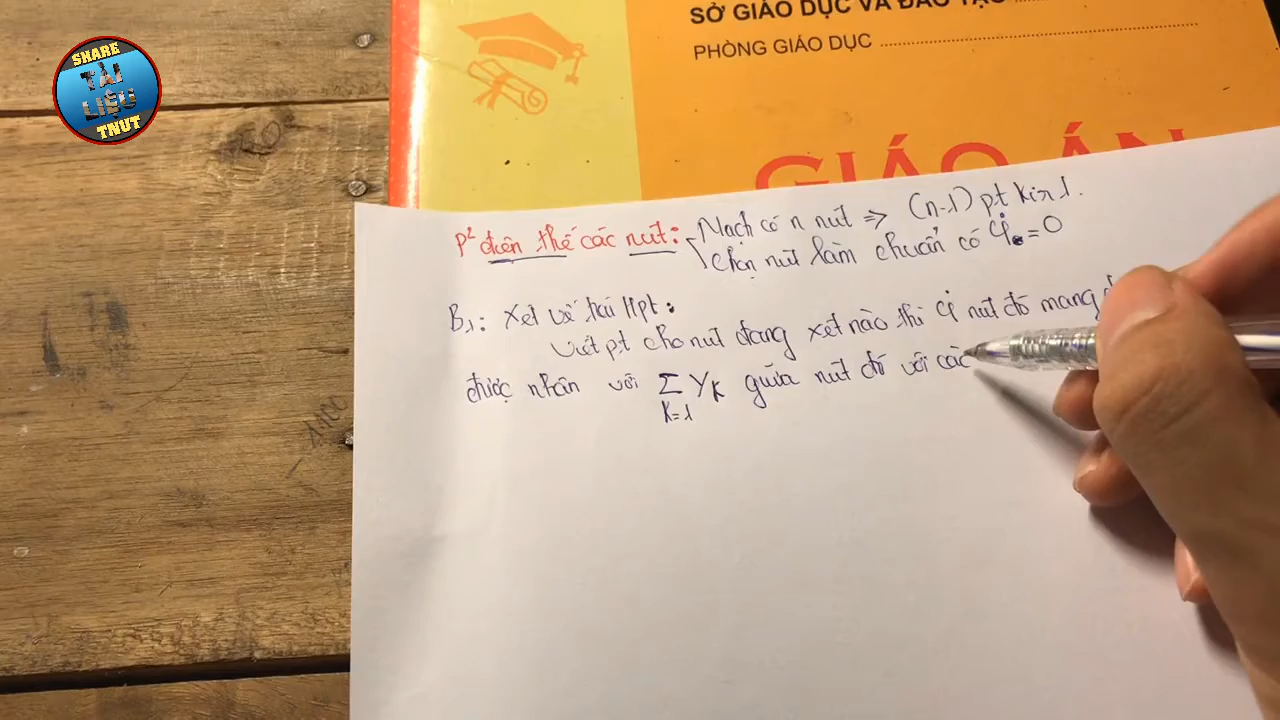 SHARE
TÀI
LIỆU
TNUT
SỞ GIÁO DỤC VÀ ĐÀO TẠO
PHÒNG GIÁO DỤC
GIÁO ÁN
P² điện thế các nút: Mạch có n nút => (n-1) pt Kix 1.
chọn nút làm chuẩn có φ̇₀ = 0
B₁: Xét vế trái Hpt:
Viết pt cho nút đang xét nào thì φ̇ nút đó mang
được nhân với Σ Yk giữa nút đó với các
k=1